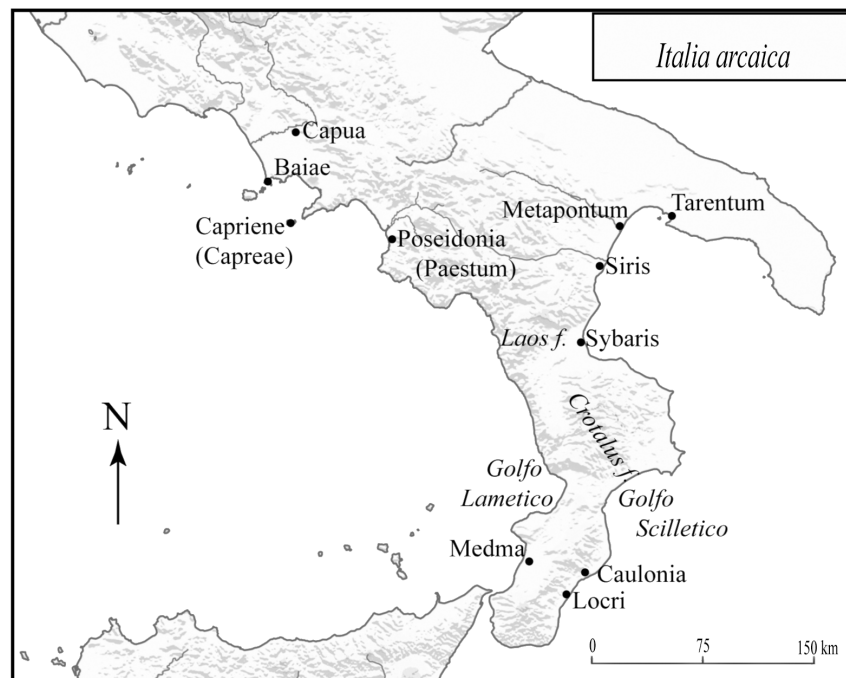 Italia arcaica
Capua
Baiae
Capriene
(Capreae)
Poseidonia
(Paestum)
Metapontum
Tarentum
Siris
Laos f.
Sybaris
Crotalus f.
N
Golfo
Lametico
Golfo
Scilletico
Medma
Caulonia
Locri
0 75 150 km